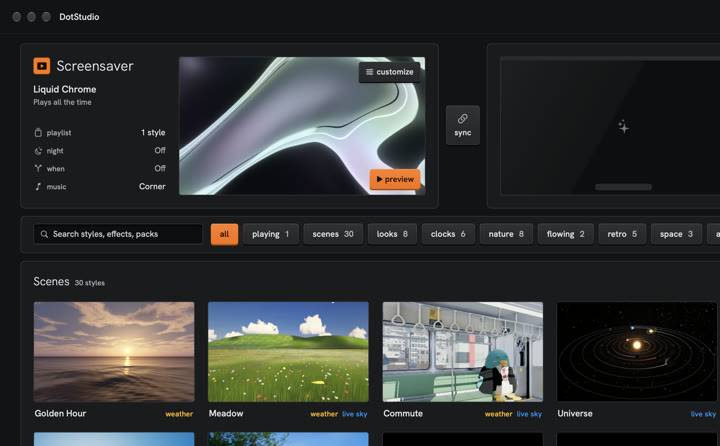 DotStudio
Screensaver
Liquid Chrome
Plays all the time
playlist 1 style
night Off
when Off
music Corner
customize
preview
sync
Search styles, effects, packs
all
playing 1
scenes 30
looks 8
clocks 6
nature 8
flowing 2
retro 5
space 3
a
Scenes 30 styles
Golden Hour weather
Meadow weather live sky
Commute weather live sky
Universe live sky